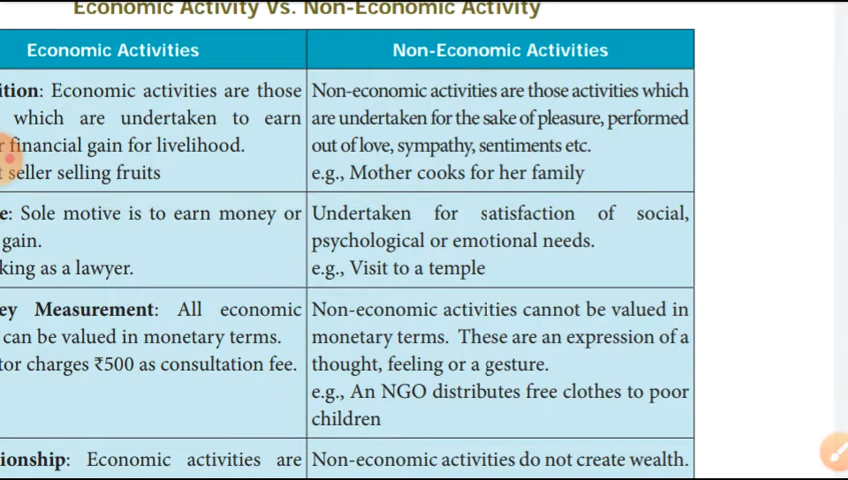 Economic Activity Vs. Non-Economic Activity
Economic Activities
Non-Economic Activities
ition: Economic activities are those
which are undertaken to earn
r financial gain for livelihood.
t seller selling fruits
Non-economic activities are those activities which
are undertaken for the sake of pleasure, performed
out of love, sympathy, sentiments etc.
e.g., Mother cooks for her family
e: Sole motive is to earn money or
gain.
king as a lawyer.
Undertaken for satisfaction of social,
psychological or emotional needs.
e.g., Visit to a temple
ey Measurement: All economic
can be valued in monetary terms.
tor charges ₹500 as consultation fee.
Non-economic activities cannot be valued in
monetary terms. These are an expression of a
thought, feeling or a gesture.
e.g., An NGO distributes free clothes to poor
children
ionship: Economic activities are
Non-economic activities do not create wealth.